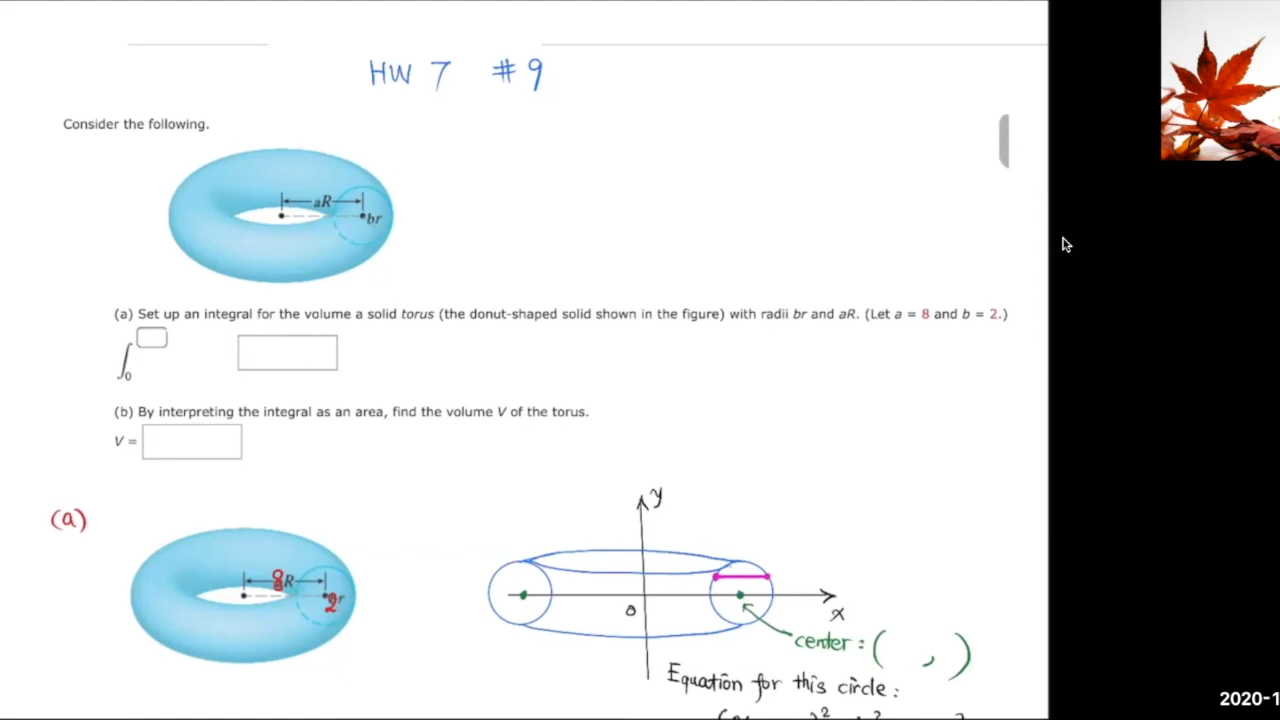 HW 7 #9
Consider the following.
aR
br
(a) Set up an integral for the volume a solid torus (the donut-shaped solid shown in the figure) with radii br and aR. (Let a = 8 and b = 2.)
∫0
(b) By interpreting the integral as an area, find the volume V of the torus.
V =
(a)
8R
2r
y
O
x
center: ( , )
Equation for this circle:
2020-1